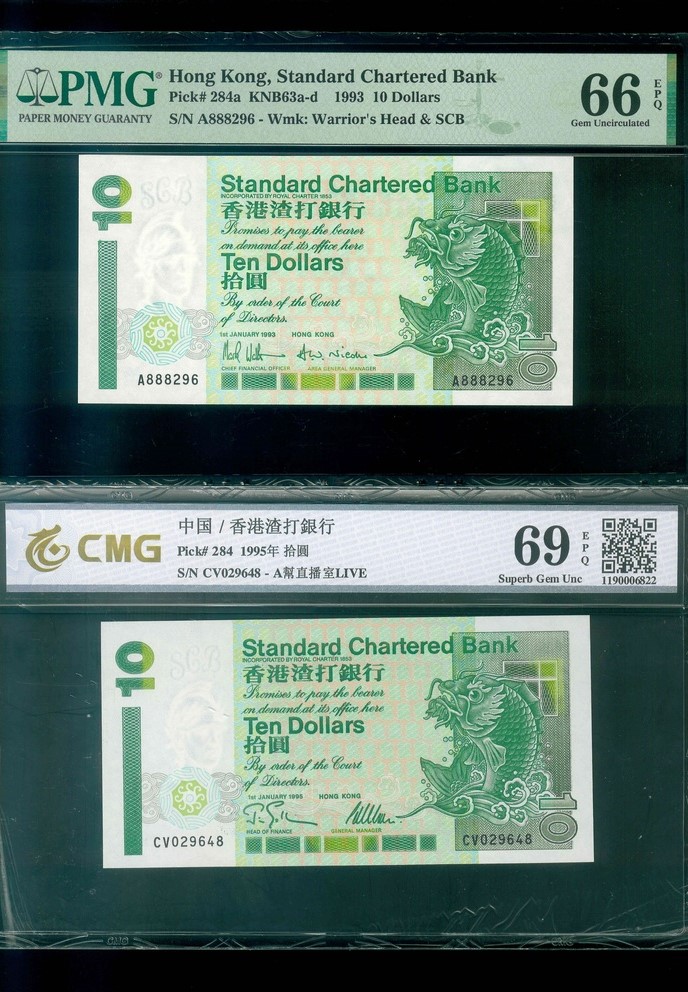 PMG®
PAPER MONEY GUARANTY
Hong Kong, Standard Chartered Bank
Pick# 284a KNB63a-d 1993 10 Dollars
S/N A888296 - Wmk: Warrior's Head & SCB
66 EPQ
Gem Uncirculated
10
SCB
Standard Chartered Bank
INCORPORATED BY ROYAL CHARTER 1853
香港渣打銀行
Promises to pay the bearer
on demand at its office here
Ten Dollars
拾圓
By order of the Court
of Directors.
1st JANUARY 1993 HONG KONG
CHIEF FINANCIAL OFFICER AREA GENERAL MANAGER
A888296
A888296
10
CMG
中国 / 香港渣打銀行
Pick# 284 1995年 拾圓
S/N CV029648 - A幫直播室LIVE
69 EPQ
Superb Gem Unc
1190006822
10
SCB
Standard Chartered Bank
INCORPORATED BY ROYAL CHARTER 1853
香港渣打銀行
Promises to pay the bearer
on demand at its office here
Ten Dollars
拾圓
By order of the Court
of Directors.
1st JANUARY 1995 HONG KONG
HEAD OF FINANCE GENERAL MANAGER
CV029648
CV029648
10